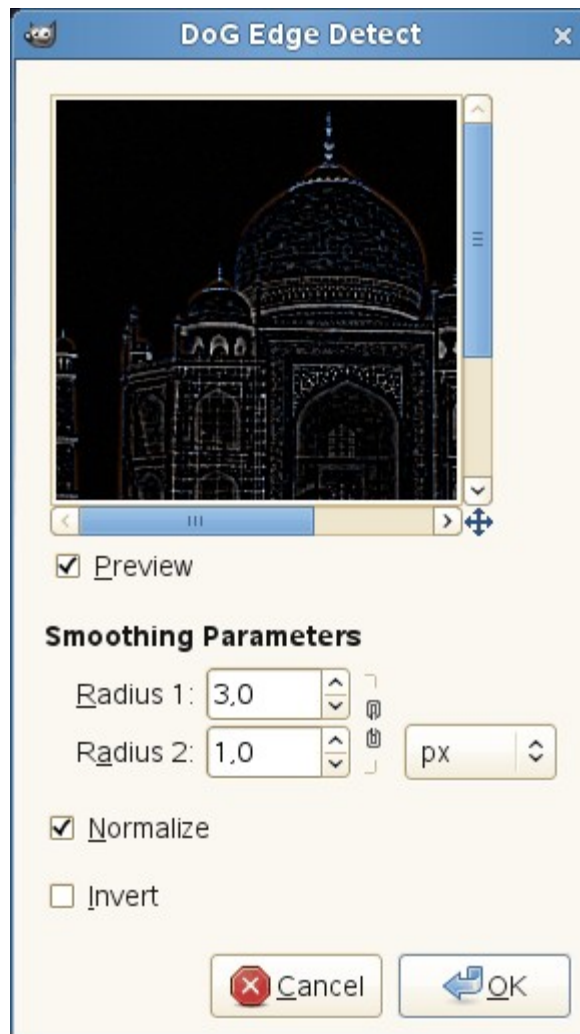 DoG Edge Detect
Preview
Smoothing Parameters
Radius 1: 3,0
Radius 2: 1,0 px
Normalize
Invert
Cancel OK